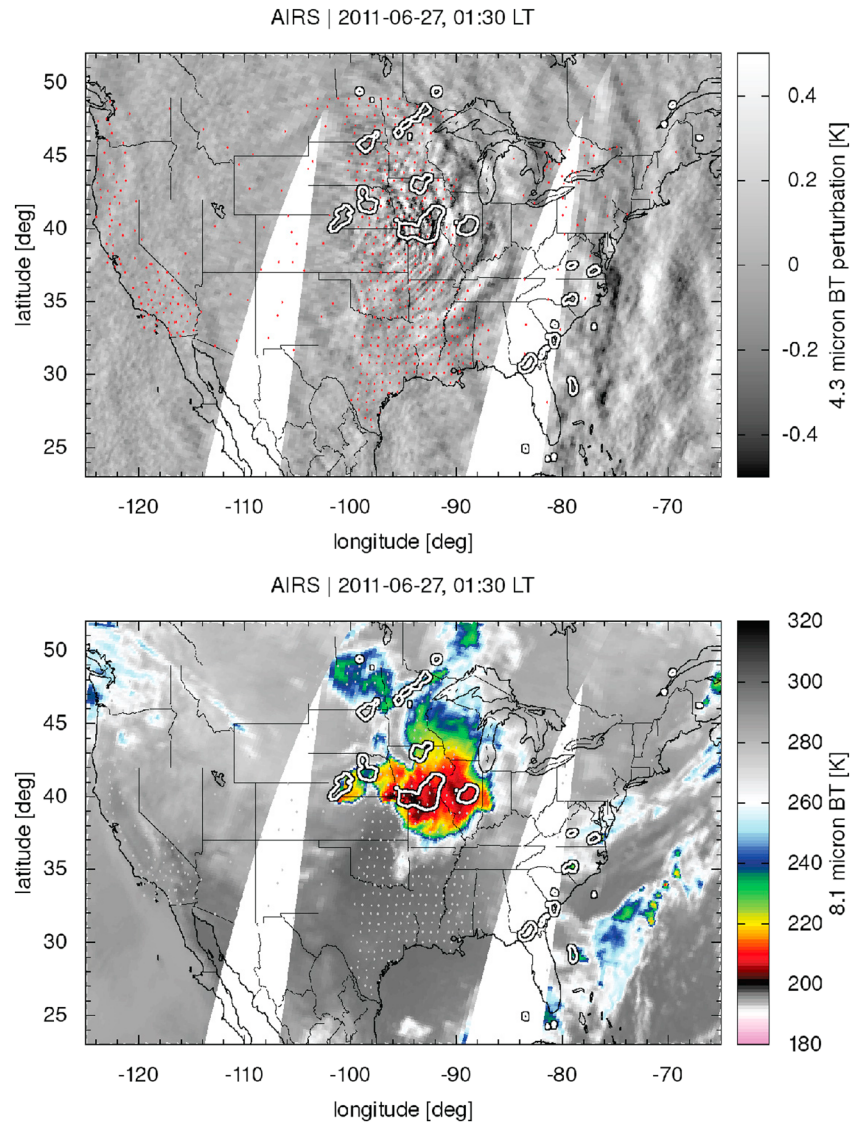 AIRS | 2011-06-27, 01:30 LT
50
45
40
35
30
25
latitude [deg]
-120 -110 -100 -90 -80 -70
longitude [deg]
0.4
0.2
0
-0.2
-0.4
4.3 micron BT perturbation [K]
AIRS | 2011-06-27, 01:30 LT
50
45
40
35
30
25
latitude [deg]
-120 -110 -100 -90 -80 -70
longitude [deg]
320
300
280
260
240
220
200
180
8.1 micron BT [K]